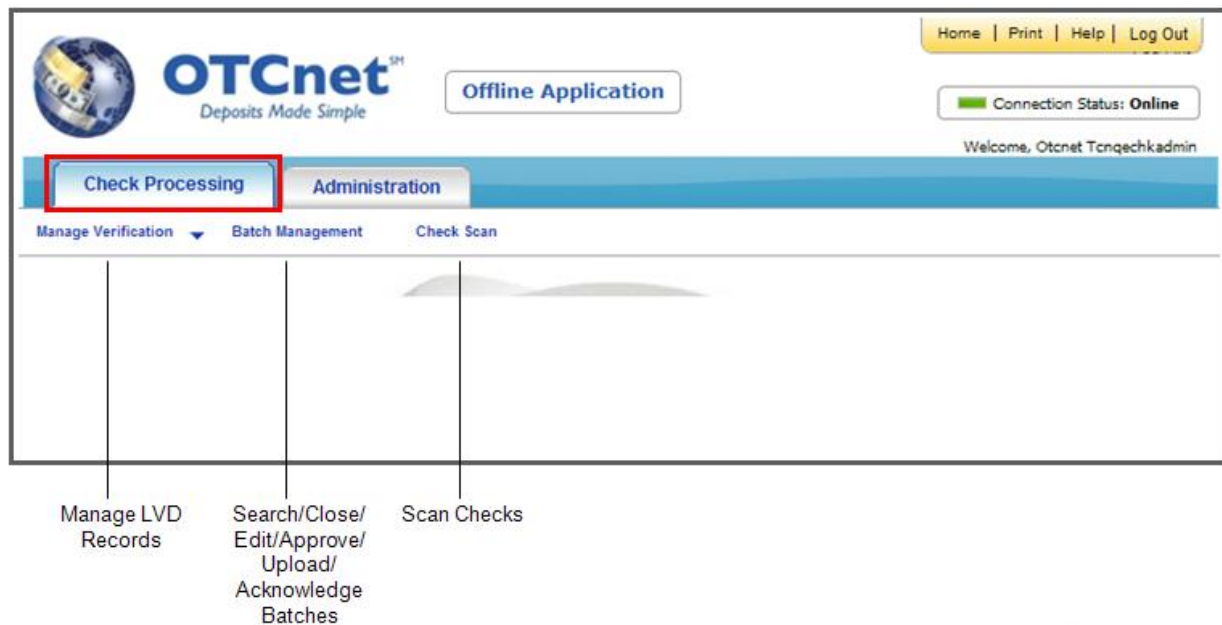 Home | Print | Help | Log Out
OTCnet SM
Deposits Made Simple
Offline Application
Connection Status: Online
Welcome, Otcnet Tcnqechkadmin
Check Processing
Administration
Manage Verification
Batch Management
Check Scan
Manage LVD
Records
Search/Close/
Edit/Approve/
Upload/
Acknowledge
Batches
Scan Checks